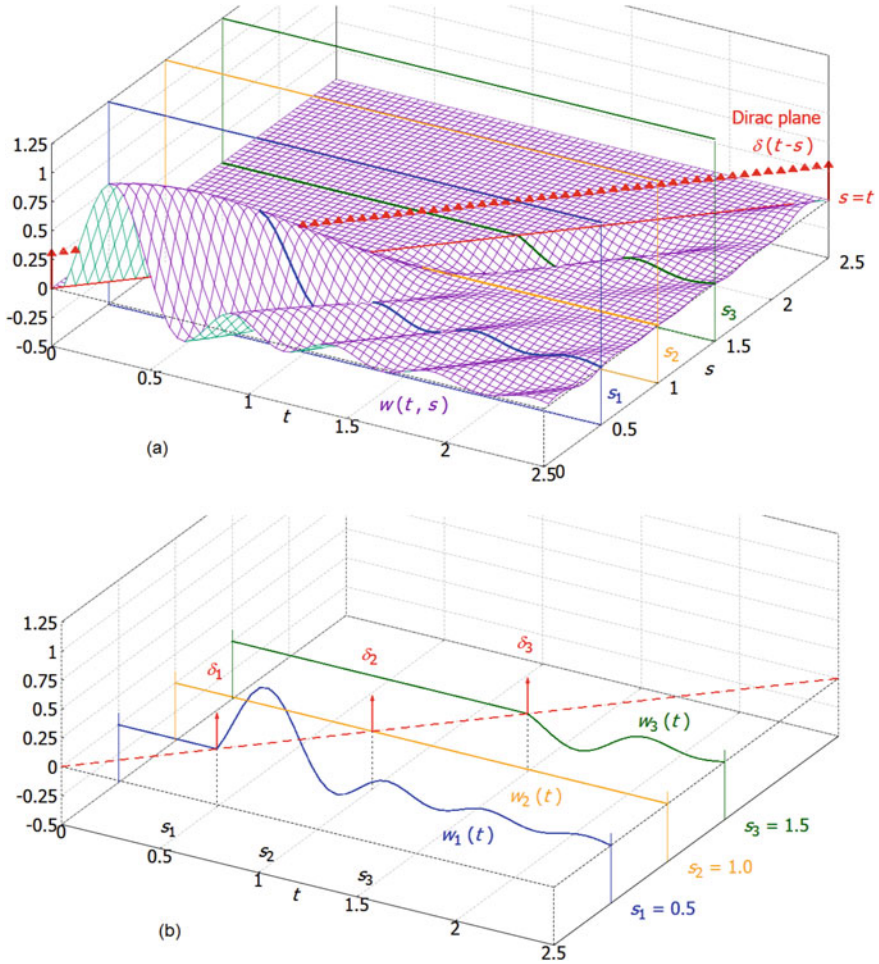 Dirac plane
δ(t-s)
1.25
1
0.75
0.5
0.25
0
-0.25
-0.5
s=t
2.5
2
1.5
1
0.5
0
s
s3
s2
s1
0
0.5
1
1.5
2
2.5
t
w(t,s)
(a)
1.25
1
0.75
0.5
0.25
0
-0.25
-0.5
δ1
δ2
δ3
w3(t)
w2(t)
w1(t)
s3 = 1.5
s2 = 1.0
s1 = 0.5
s1
s2
s3
0
0.5
1
1.5
2
2.5
t
(b)